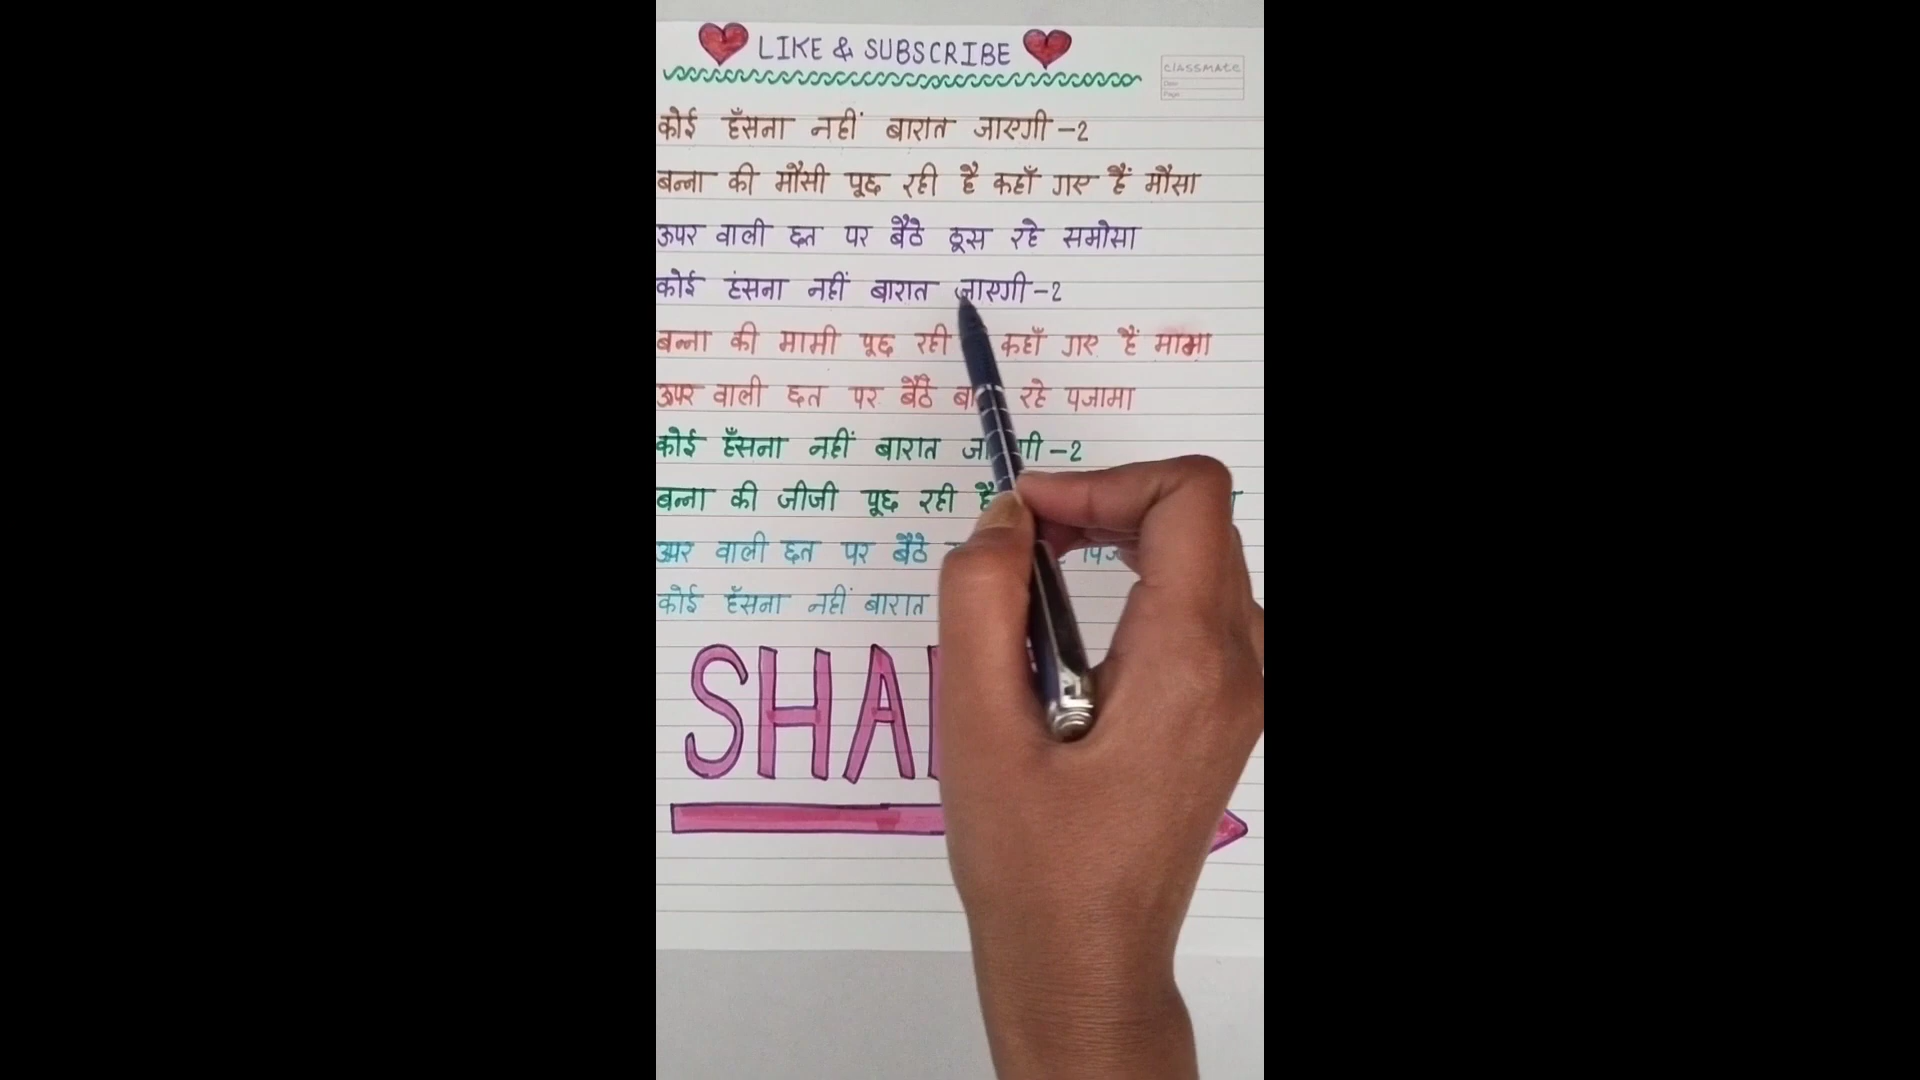 LIKE & SUBSCRIBE
classmate
Date
Page
कोई हँसना नहीं बारात जाएगी -2
बन्ना की मौसी पूछ रही है कहाँ गए हैं मौसा
ऊपर वाली छत पर बैठे ठूस रहे समोसा
कोई हंसना नहीं बारात जाएगी -2
बन्ना की मामी पूछ रही कहाँ गए हैं मामा
ऊपर वाली छत पर बैठे रहे पजामा
कोई हँसना नहीं बारात -2
बन्ना की जीजी पूछ रही है
ऊपर वाली छत पर बैठे
कोई हँसना नहीं बारात